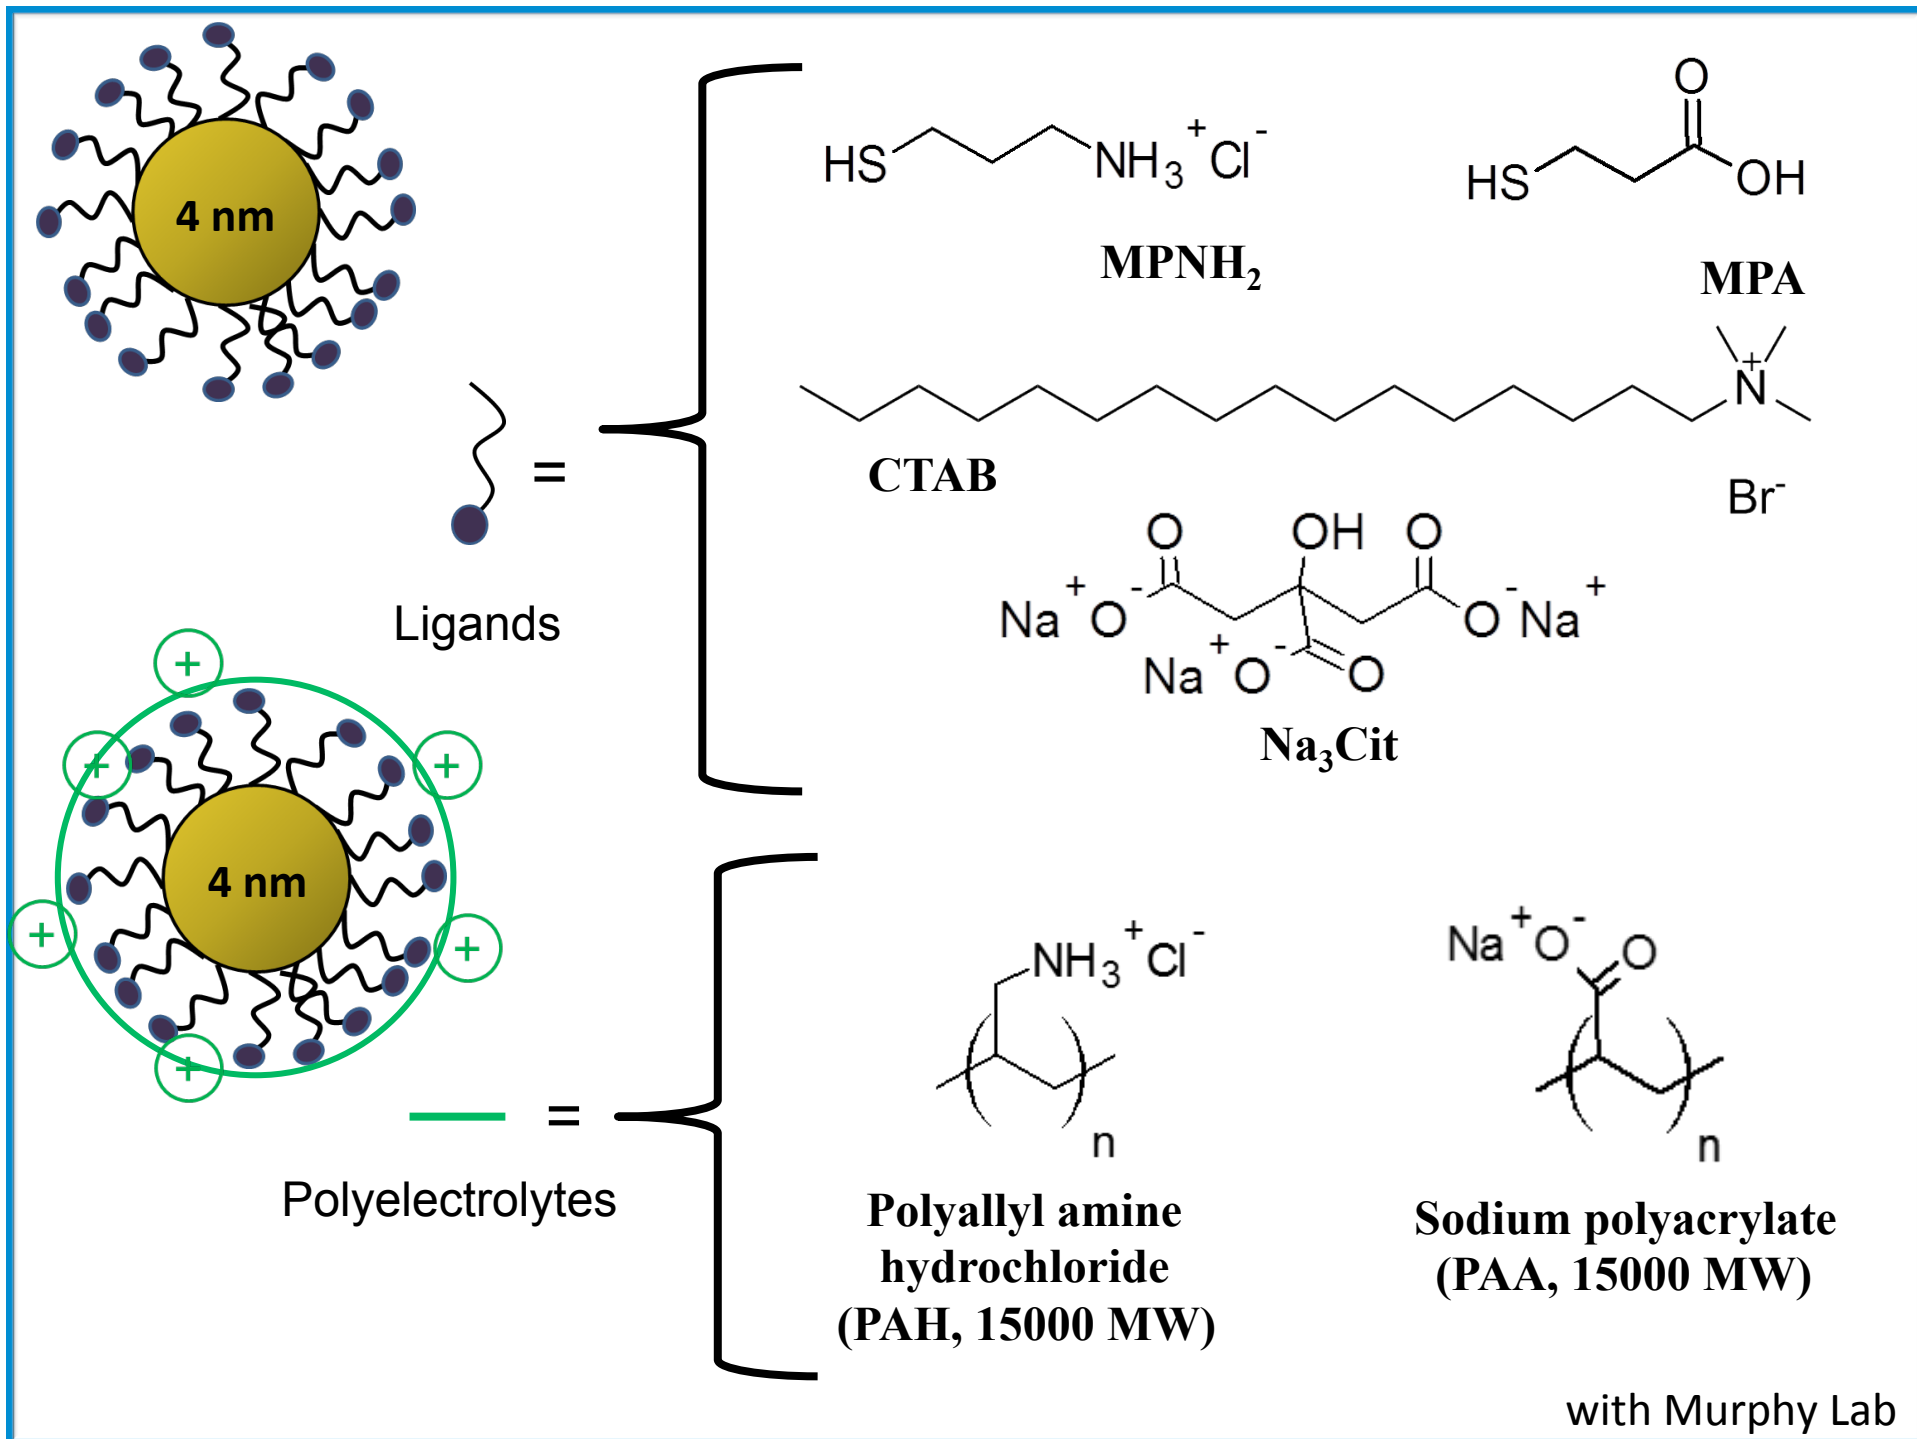 4 nm
HS NH₃⁺Cl⁻
MPNH₂
O
HS OH
MPA
N⁺
Br⁻
CTAB
=
Ligands
O OH O
Na⁺O⁻ O⁻Na⁺
Na⁺O⁻ O
Na₃Cit
+
+ +
4 nm
+ +
+
=
Polyelectrolytes
NH₃⁺Cl⁻
n
Polyallyl amine
hydrochloride
(PAH, 15000 MW)
Na⁺O⁻ O
n
Sodium polyacrylate
(PAA, 15000 MW)
with Murphy Lab